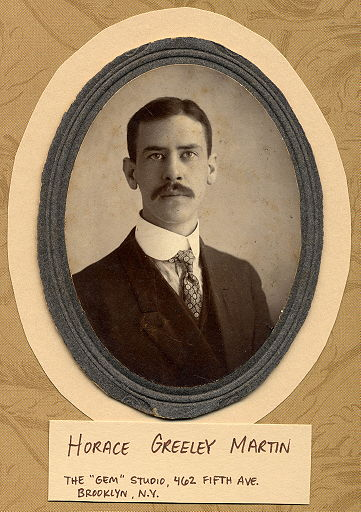 HORACE GREELEY MARTIN
THE "GEM" STUDIO, 462 FIFTH AVE.
BROOKLYN, N.Y.